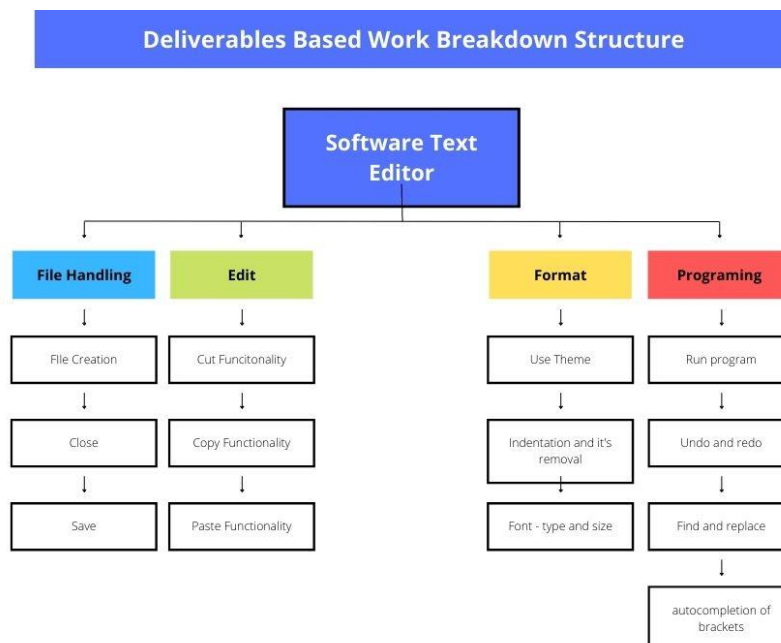 Deliverables Based Work Breakdown Structure
Software Text
Editor
File Handling
Edit
Format
Programing
FIle Creation
Cut Funcitonality
Use Theme
Run program
Close
Copy Functionality
Indentation and it's
removal
Undo and redo
Save
Paste Functionality
Font - type and size
Find and replace
autocompletion of
brackets